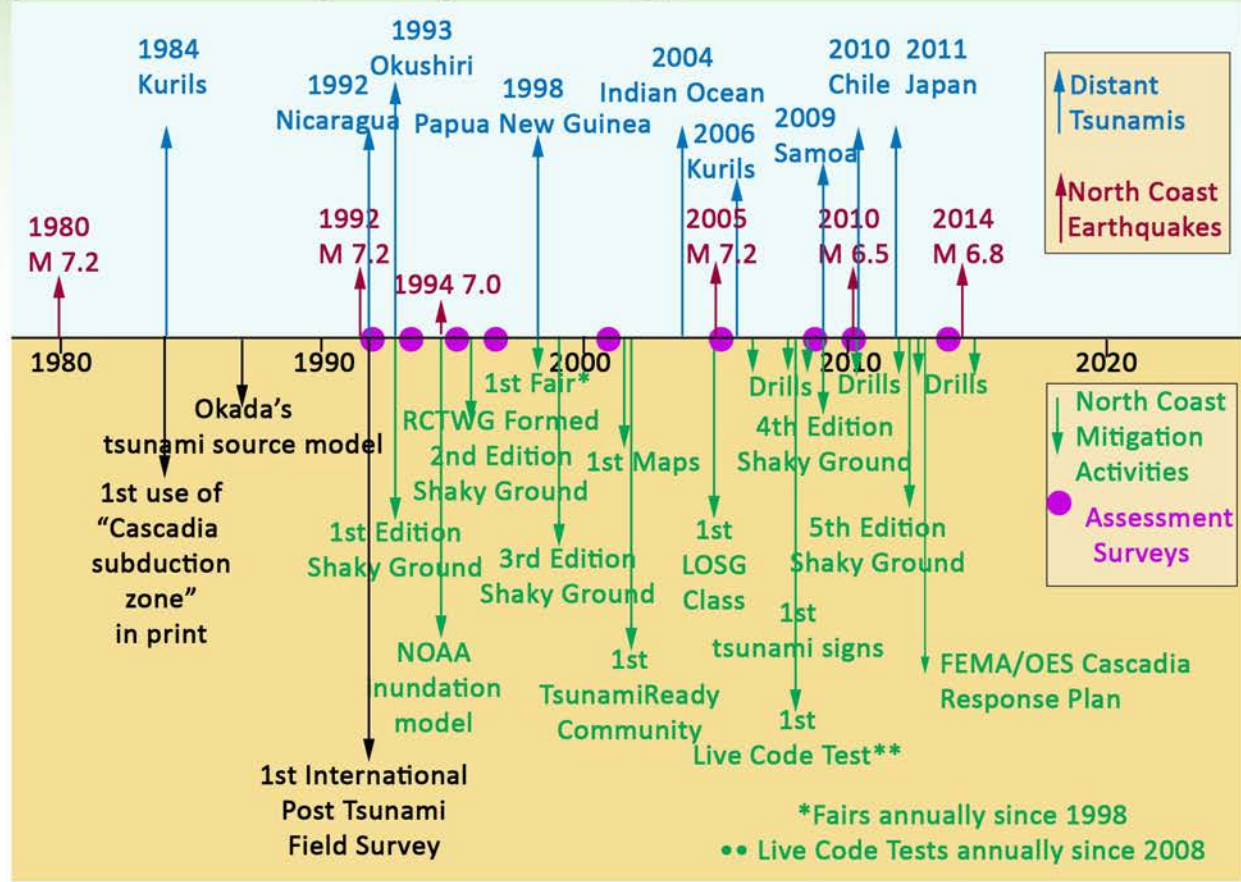 1984
Kurils
1992
Nicaragua
1993
Okushiri
1998
Papua New Guinea
2004
Indian Ocean
2006
Kurils
2009
Samoa
2010
Chile
2011
Japan
Distant
Tsunamis
North Coast
Earthquakes
1980
M 7.2
1992
M 7.2
1994 7.0
2005
M 7.2
2010
M 6.5
2014
M 6.8
1980
1990
2000
2010
2020
Okada’s
tsunami source model
1st use of
“Cascadia
subduction
zone”
in print
1st International
Post Tsunami
Field Survey
1st Edition
Shaky Ground
NOAA
inundation
model
RCTWG Formed
2nd Edition
Shaky Ground
1st Fair*
3rd Edition
Shaky Ground
1st Maps
1st
TsunamiReady
Community
1st
LOSG
Class
Drills
1st
tsunami signs
1st
Live Code Test**
4th Edition
Shaky Ground
Drills
5th Edition
Shaky Ground
Drills
FEMA/OES Cascadia
Response Plan
North Coast
Mitigation
Activities
Assessment
Surveys
*Fairs annually since 1998
•• Live Code Tests annually since 2008